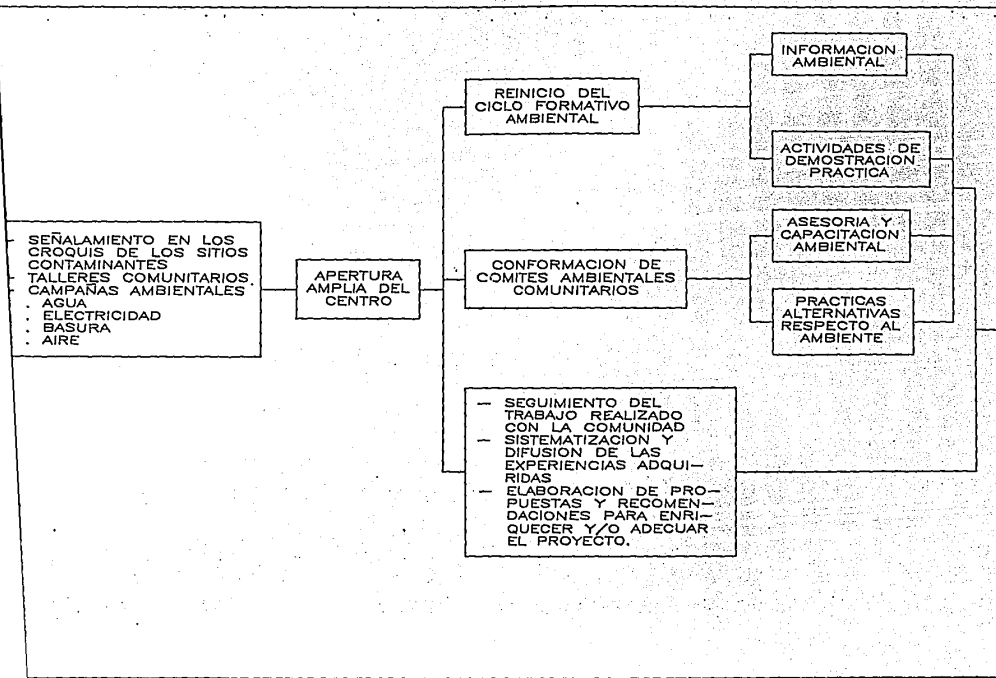 — SEÑALAMIENTO EN LOS
CROQUIS DE LOS SITIOS
CONTAMINANTES
— TALLERES COMUNITARIOS.
— CAMPAÑAS AMBIENTALES
. AGUA
. ELECTRICIDAD
. BASURA
. AIRE
APERTURA
AMPLIA DEL
CENTRO
REINICIO DEL
CICLO FORMATIVO
AMBIENTAL
CONFORMACION DE
COMITES AMBIENTALES
COMUNITARIOS
— SEGUIMIENTO DEL
TRABAJO REALIZADO
CON LA COMUNIDAD
— SISTEMATIZACION Y
DIFUSION DE LAS
EXPERIENCIAS ADQUI—
RIDAS
— ELABORACION DE PRO—
PUESTAS Y RECOMEN—
DACIONES PARA ENRI—
QUECER Y/O ADECUAR
EL PROYECTO.
INFORMACION
AMBIENTAL
ACTIVIDADES DE
DEMOSTRACION
PRACTICA
ASESORIA Y
CAPACITACION
AMBIENTAL
PRACTICAS
ALTERNATIVAS
RESPECTO AL
AMBIENTE